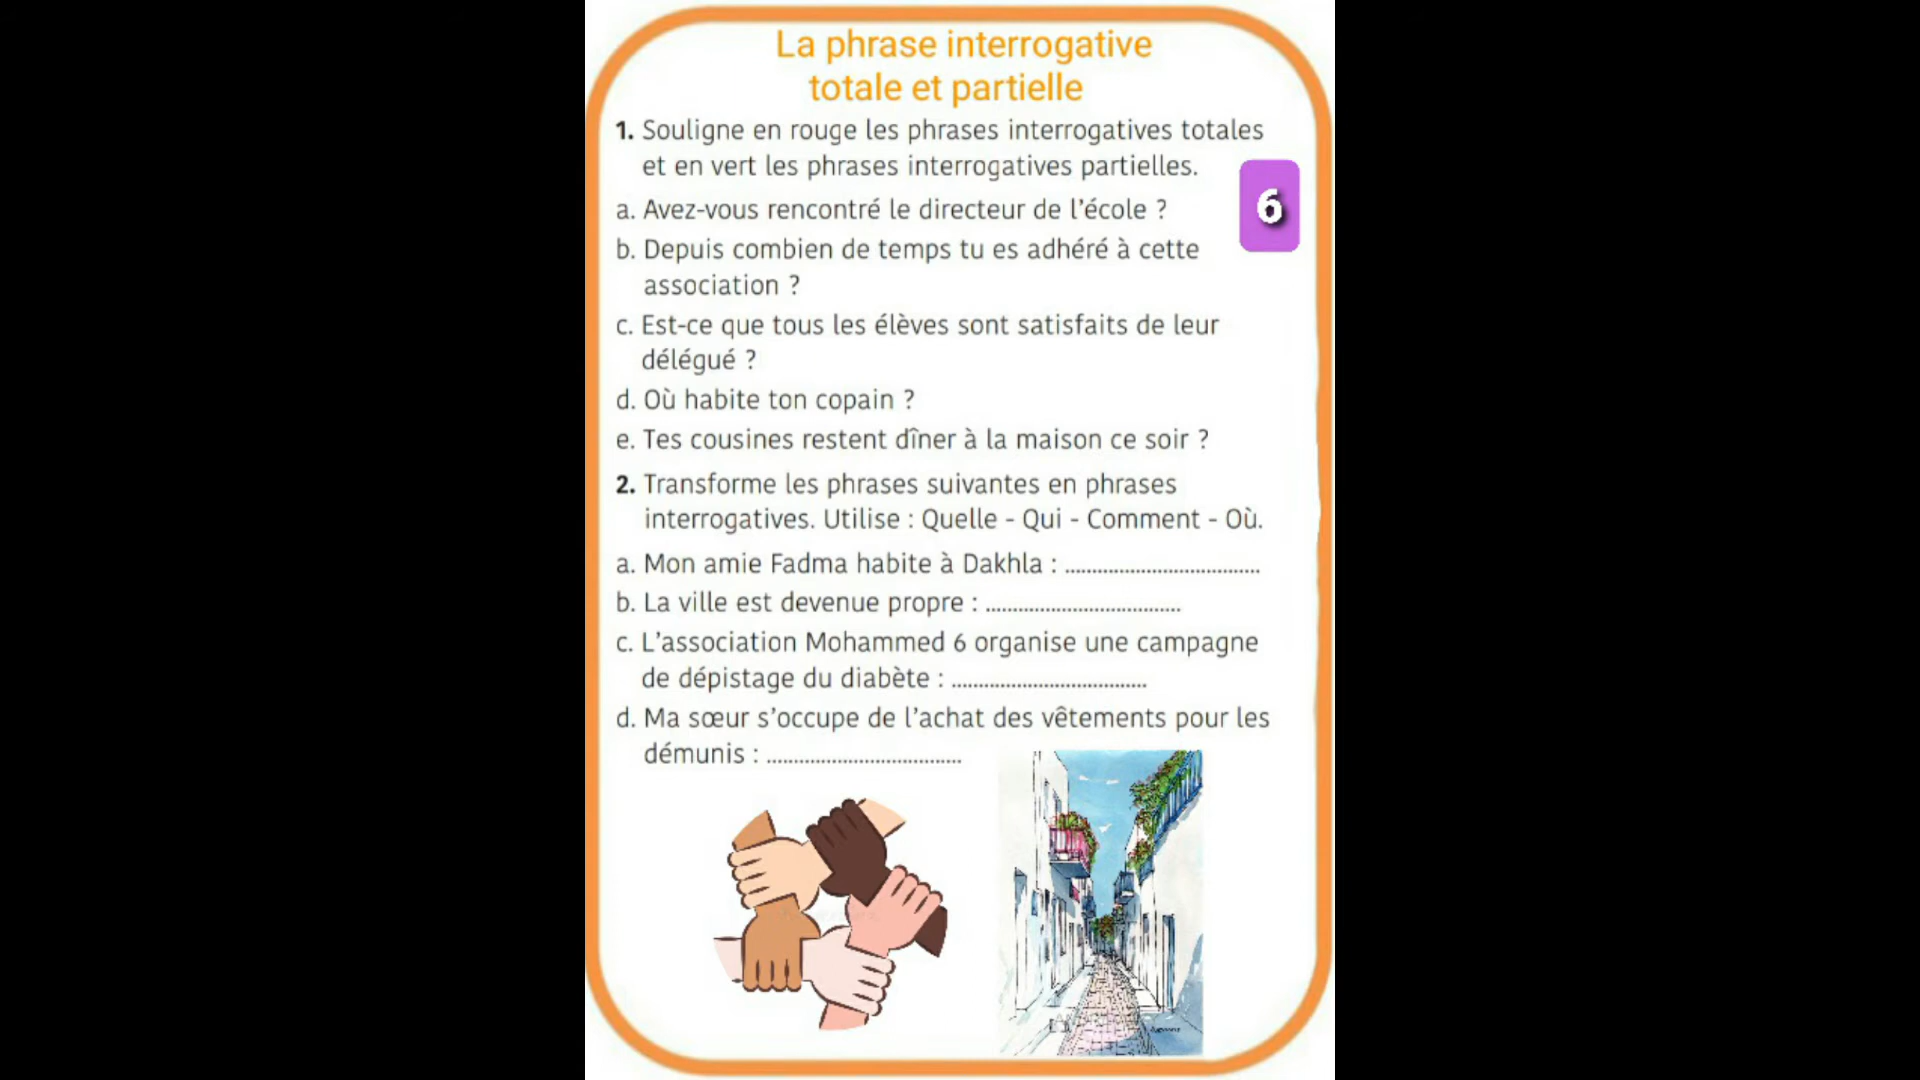 La phrase interrogative
totale et partielle
1. Souligne en rouge les phrases interrogatives totales
et en vert les phrases interrogatives partielles.
6
a. Avez-vous rencontré le directeur de l'école ?
b. Depuis combien de temps tu es adhéré à cette
association ?
c. Est-ce que tous les élèves sont satisfaits de leur
délégué ?
d. Où habite ton copain ?
e. Tes cousines restent dîner à la maison ce soir ?
2. Transforme les phrases suivantes en phrases
interrogatives. Utilise : Quelle - Qui - Comment - Où.
a. Mon amie Fadma habite à Dakhla : ....................................
b. La ville est devenue propre : ....................................
c. L'association Mohammed 6 organise une campagne
de dépistage du diabète : ....................................
d. Ma sœur s'occupe de l'achat des vêtements pour les
démunis : ....................................